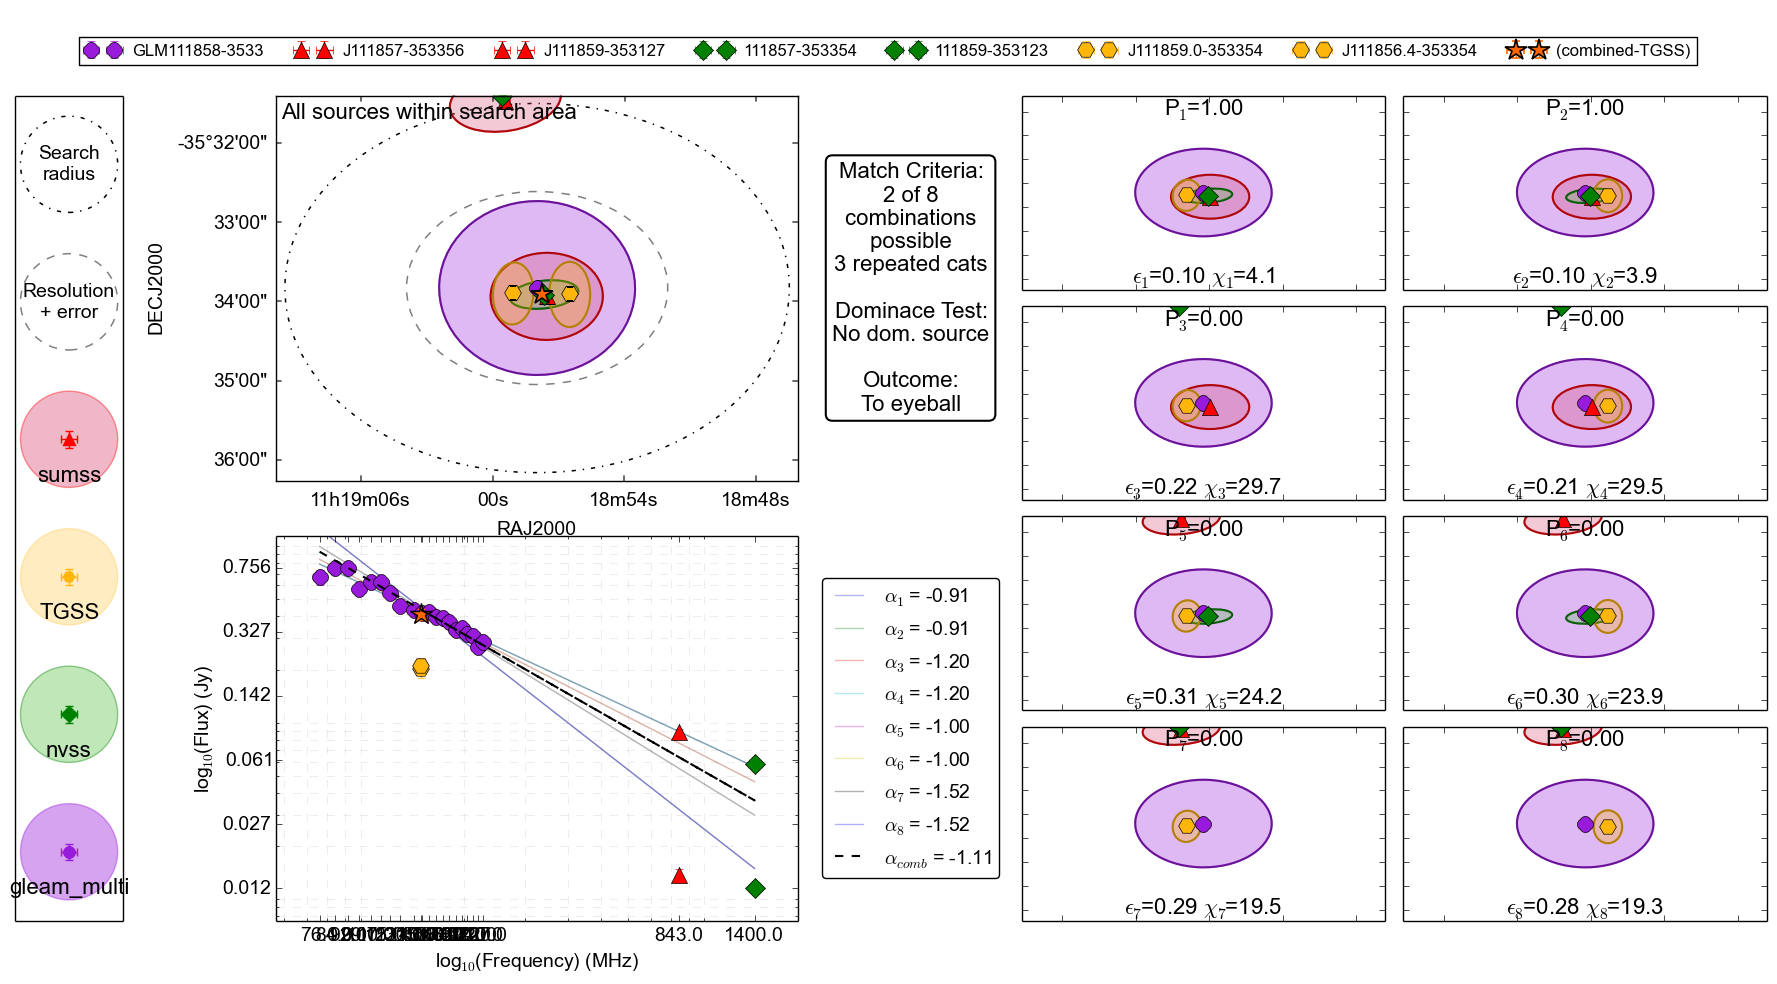 GLM111858-3533 J111857-353356 J111859-353127 111857-353354 111859-353123 J111859.0-353354 J111856.4-353354 (combined-TGSS)
Search
radius
Resolution
+ error
sumss
TGSS
nvss
gleam_multi
All sources within search area
DECJ2000
-35°32'00"
33'00"
34'00"
35'00"
36'00"
11h19m06s 00s 18m54s 18m48s
RAJ2000
log10(Flux) (Jy)
0.756
0.327
0.142
0.061
0.027
0.012
843.0 1400.0
log10(Frequency) (MHz)
Match Criteria:
2 of 8
combinations
possible
3 repeated cats
Dominace Test:
No dom. source
Outcome:
To eyeball
α1 = -0.91
α2 = -0.91
α3 = -1.20
α4 = -1.20
α5 = -1.00
α6 = -1.00
α7 = -1.52
α8 = -1.52
αcomb = -1.11
P1=1.00
ϵ1=0.10 χ1=4.1
P2=1.00
ϵ2=0.10 χ2=3.9
P3=0.00
ϵ3=0.22 χ3=29.7
P4=0.00
ϵ4=0.21 χ4=29.5
P5=0.00
ϵ5=0.31 χ5=24.2
P6=0.00
ϵ6=0.30 χ6=23.9
P7=0.00
ϵ7=0.29 χ7=19.5
P8=0.00
ϵ8=0.28 χ8=19.3